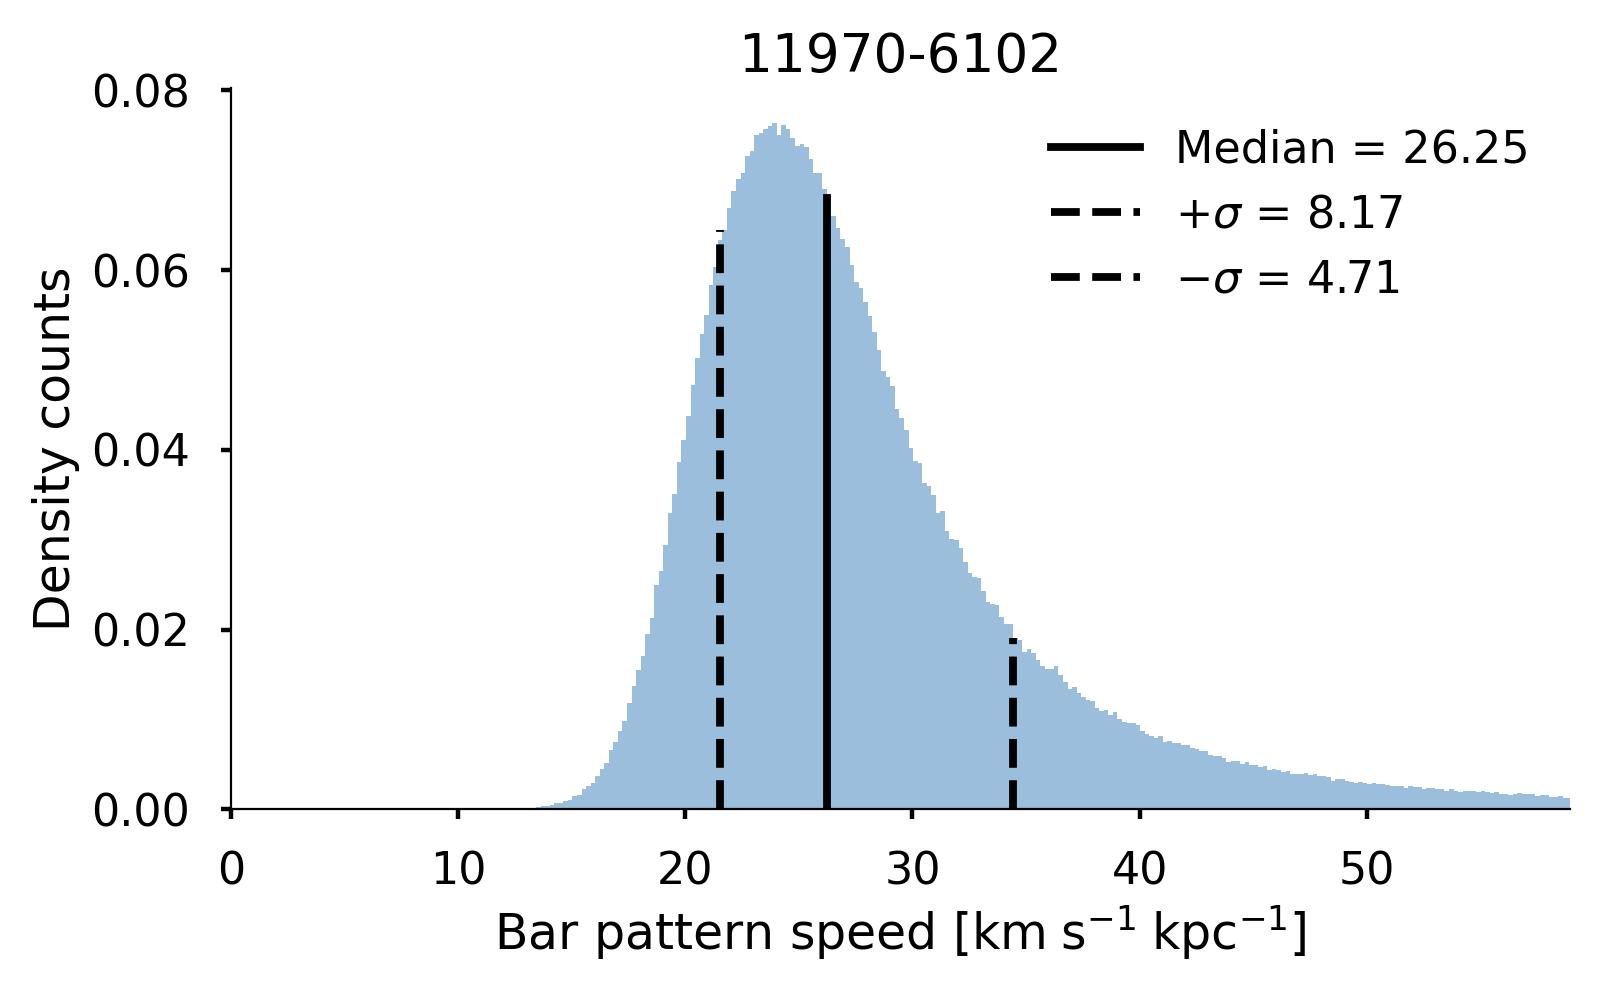 11970-6102
Median = 26.25
+σ = 8.17
−σ = 4.71
Density counts
0.08
0.06
0.04
0.02
0.00
0 10 20 30 40 50
Bar pattern speed [km s⁻¹ kpc⁻¹]